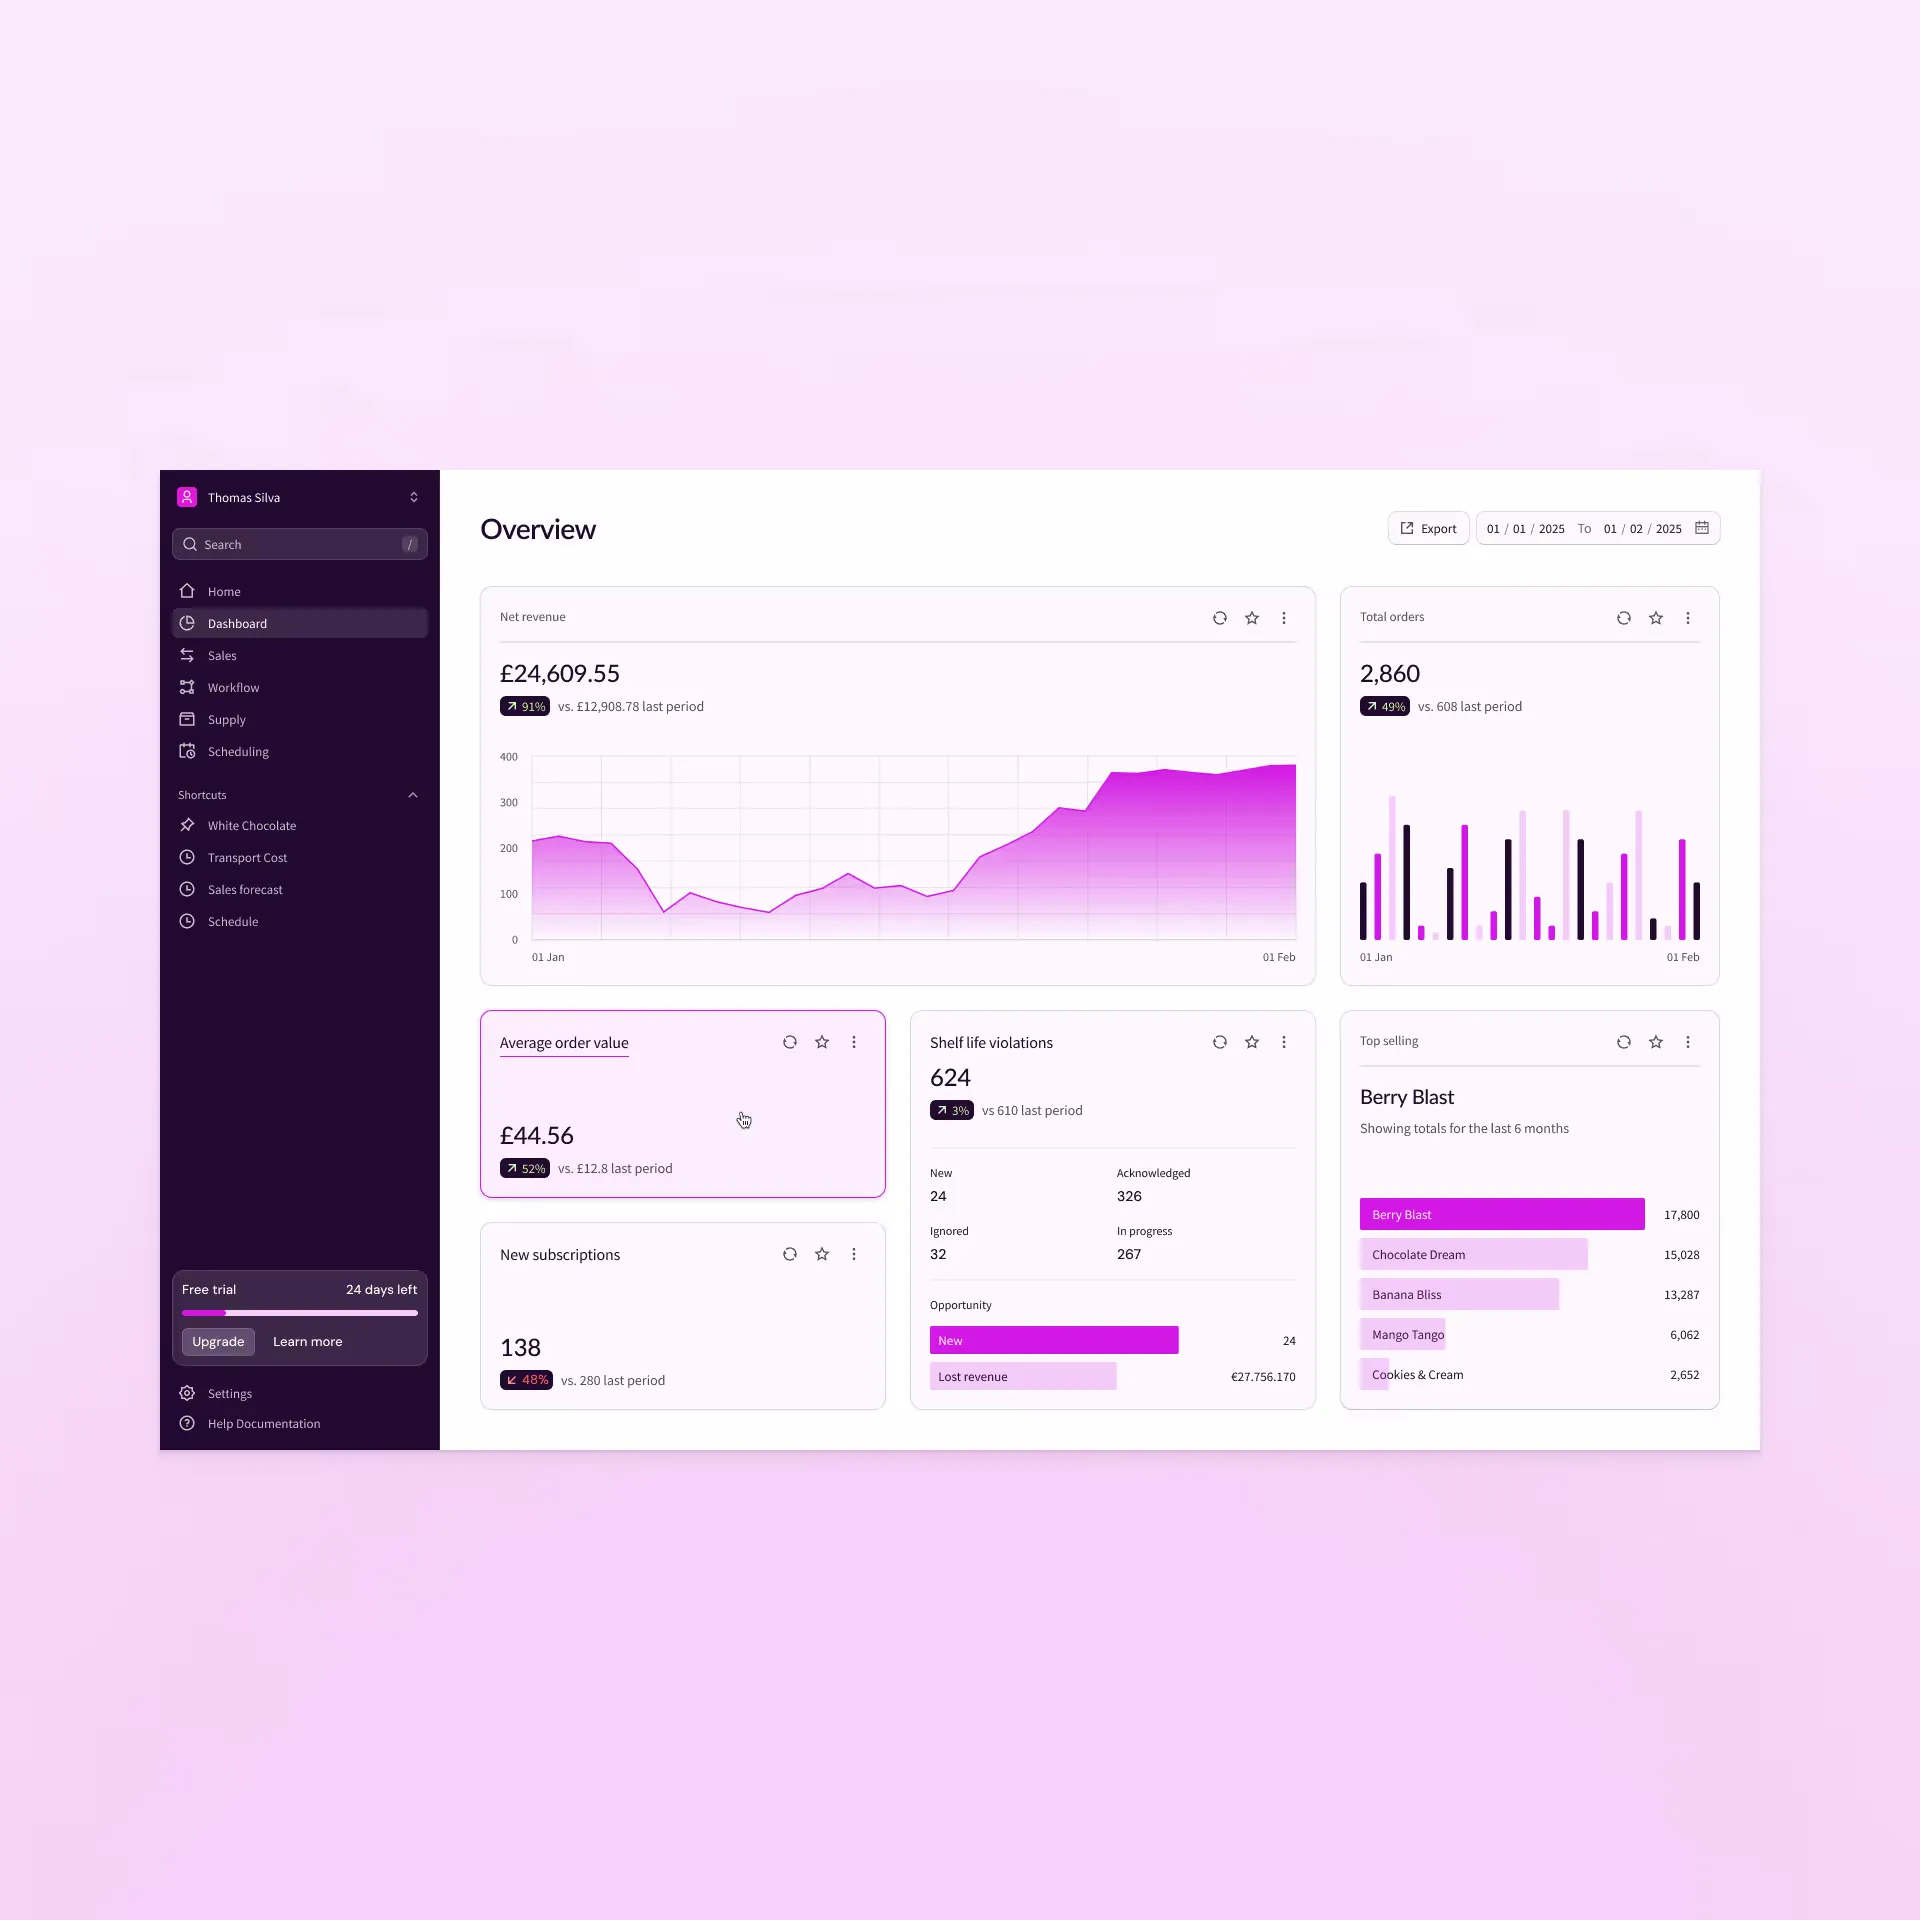 Thomas Silva
Search /
Home
Dashboard
Sales
Workflow
Supply
Scheduling
Shortcuts
White Chocolate
Transport Cost
Sales forecast
Schedule
Free trial 24 days left
Upgrade Learn more
Settings
Help Documentation
Overview
Export
01 / 01 / 2025 To 01 / 02 / 2025
Net revenue
£24,609.55
91% vs. £12,908.78 last period
400
300
200
100
0
01 Jan 01 Feb
Total orders
2,860
49% vs. 608 last period
01 Jan 01 Feb
Average order value
£44.56
52% vs. £12.8 last period
New subscriptions
138
48% vs. 280 last period
Shelf life violations
624
3% vs 610 last period
New Acknowledged
24 326
Ignored In progress
32 267
Opportunity
New 24
Lost revenue €27.756.170
Top selling
Berry Blast
Showing totals for the last 6 months
Berry Blast 17,800
Chocolate Dream 15,028
Banana Bliss 13,287
Mango Tango 6,062
Cookies & Cream 2,652